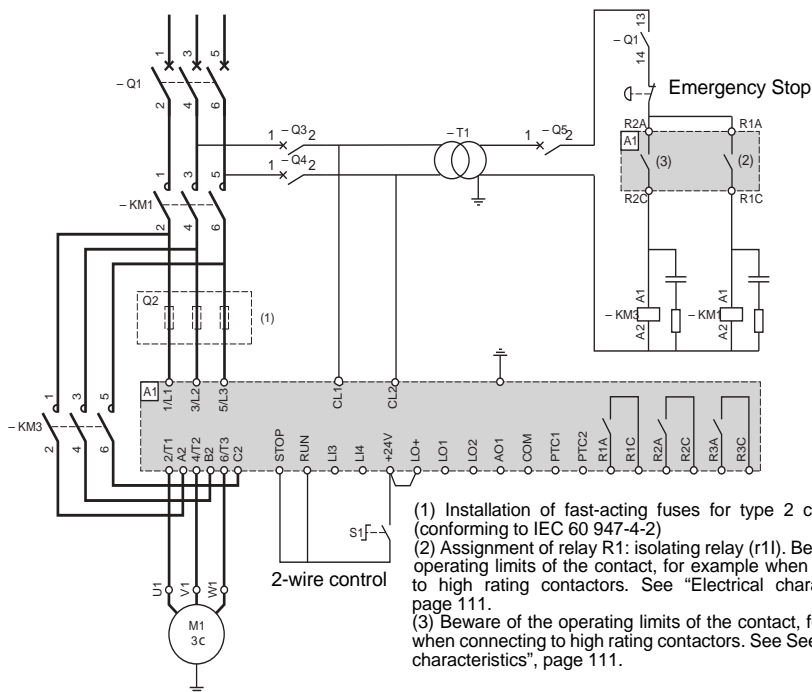 1 3 5
– Q1
2 4 6
13
– Q1
14
Emergency Stop
1 – Q3 2
– T1
1 – Q5 2
1 – Q4 2
R2A R1A
A1
(3) (2)
R2C R1C
1 3 5
– KM1
2 4 6
Q2
(1)
A1 A1
– KM3 – KM1
A2 A2
A1
1/L1 3/L2 5/L3 CL1 CL2
1 3 5
– KM3
2 4 6
2/T1 A2 4/T2 B2 6/T3 C2 STOP RUN LI3 LI4 +24V LO+ LO1 LO2 AO1 COM PTC1 PTC2 R1A R1C R2A R2C R3A R3C
S1
2-wire control
U1 V1 W1
M1
3c
(1) Installation of fast-acting fuses for type 2 c
(conforming to IEC 60 947-4-2)
(2) Assignment of relay R1: isolating relay (r1I). Be
operating limits of the contact, for example when
to high rating contactors. See “Electrical chara
page 111.
(3) Beware of the operating limits of the contact, f
when connecting to high rating contactors. See See
characteristics”, page 111.